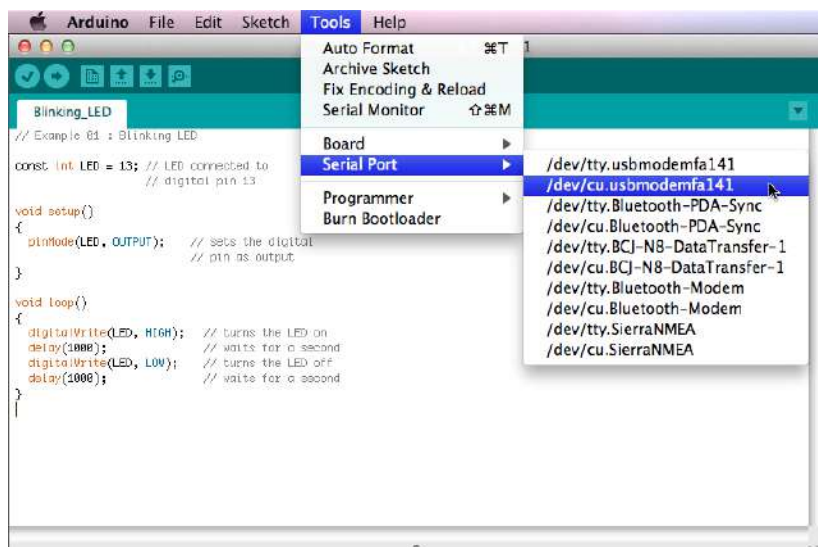 Arduino File Edit Sketch Tools Help
1
Auto Format ⌘T
Archive Sketch
Fix Encoding & Reload
Serial Monitor ⇧⌘M
Board
Serial Port
Programmer
Burn Bootloader
/dev/tty.usbmodemfa141
/dev/cu.usbmodemfa141
/dev/tty.Bluetooth-PDA-Sync
/dev/cu.Bluetooth-PDA-Sync
/dev/tty.BCJ-N8-DataTransfer-1
/dev/cu.BCJ-N8-DataTransfer-1
/dev/tty.Bluetooth-Modem
/dev/cu.Bluetooth-Modem
/dev/tty.SierraNMEA
/dev/cu.SierraNMEA
Blinking_LED
// Example 01 : Blinking LED
const int LED = 13; // LED connected to
// digital pin 13
void setup()
{
pinMode(LED, OUTPUT); // sets the digital
// pin as output
}
void loop()
{
digitalWrite(LED, HIGH); // turns the LED on
delay(1000); // waits for a second
digitalWrite(LED, LOW); // turns the LED off
delay(1000); // waits for a second
}